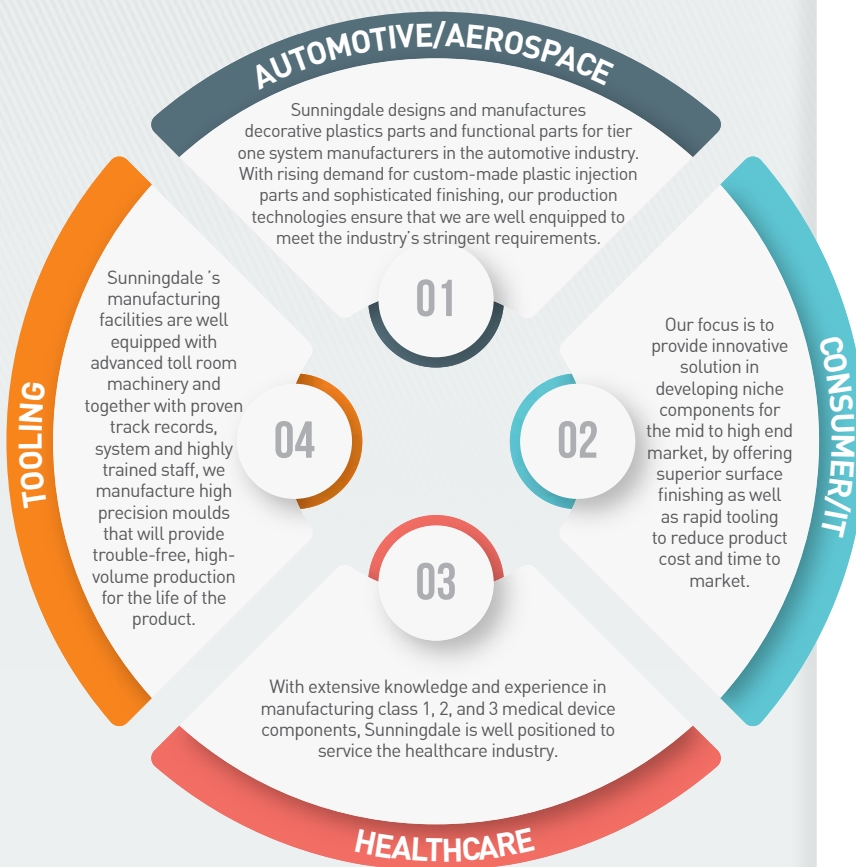 AUTOMOTIVE/AEROSPACE
Sunningdale designs and manufactures
decorative plastics parts and functional parts for tier
one system manufacturers in the automotive industry.
With rising demand for custom-made plastic injection
parts and sophisticated finishing, our production
technologies ensure that we are well enquipped to
meet the industry's stringent requirements.
01
CONSUMER/IT
Our focus is to
provide innovative
solution in
developing niche
components for
the mid to high end
market, by offering
superior surface
finishing as well
as rapid tooling
to reduce product
cost and time to
market.
02
03
With extensive knowledge and experience in
manufacturing class 1, 2, and 3 medical device
components, Sunningdale is well positioned to
service the healthcare industry.
HEALTHCARE
TOOLING
Sunningdale 's
manufacturing
facilities are well
equipped with
advanced toll room
machinery and
together with proven
track records,
system and highly
trained staff, we
manufacture high
precision moulds
that will provide
trouble-free, high-
volume production
for the life of the
product.
04